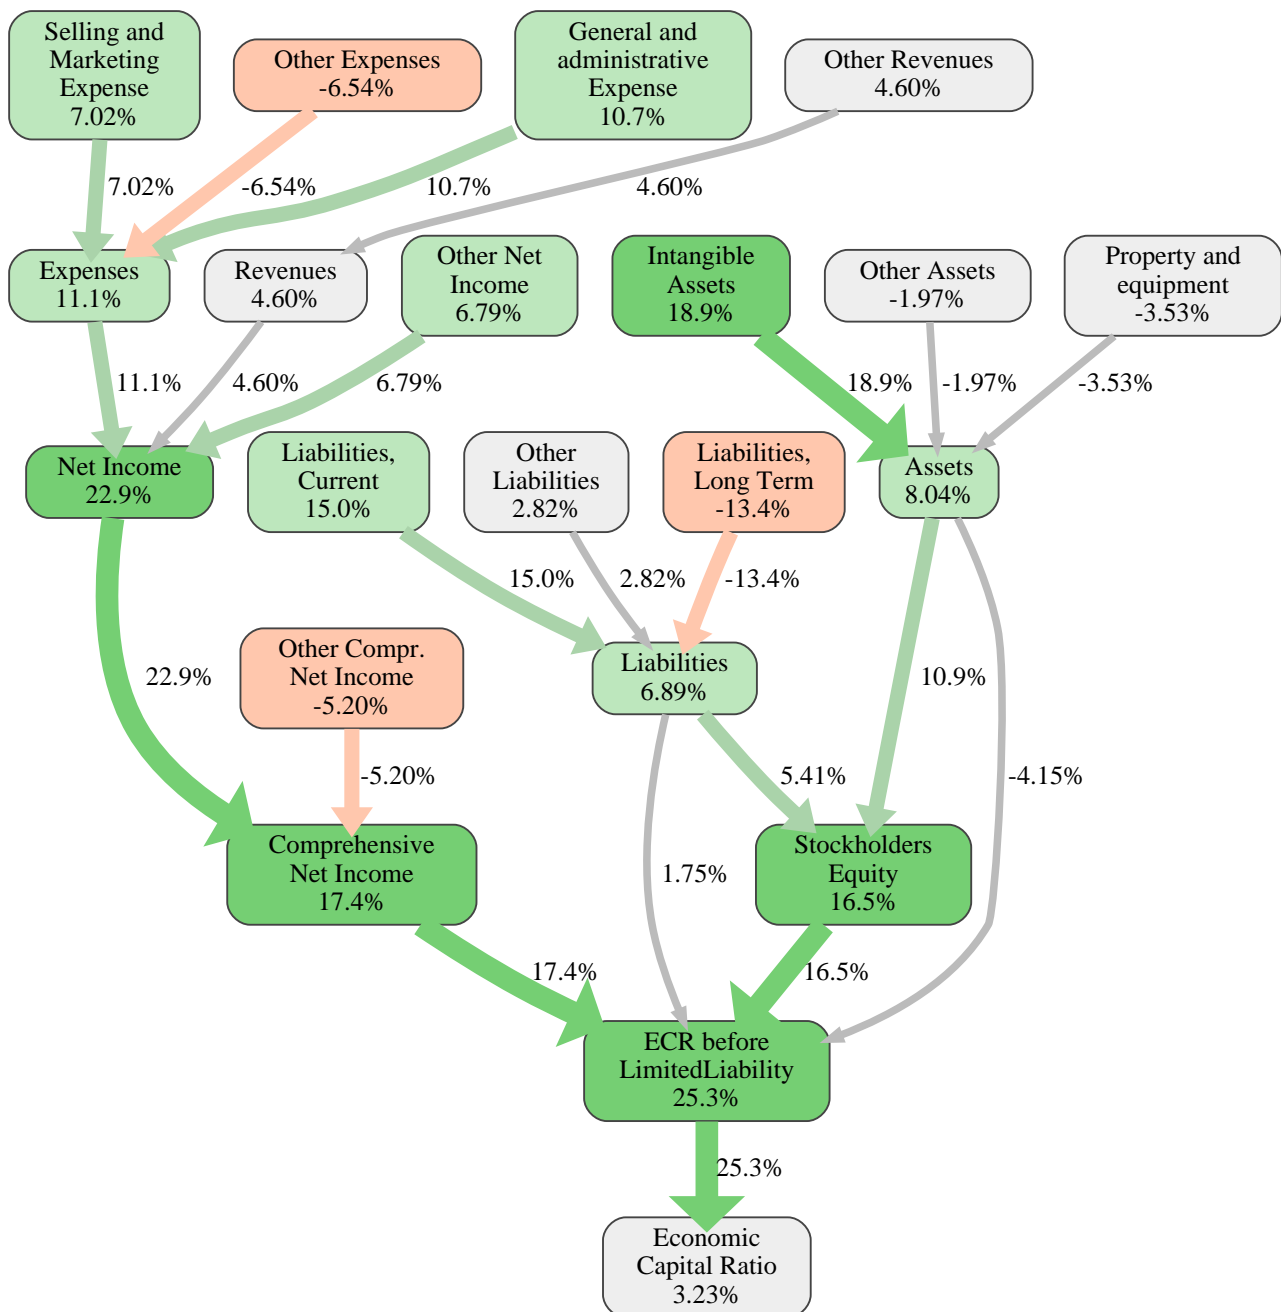 Selling and
Marketing
Expense
7.02%
Other Expenses
-6.54%
General and
administrative
Expense
10.7%
Other Revenues
4.60%
7.02%
-6.54%
10.7%
4.60%
Expenses
11.1%
Revenues
4.60%
Other Net
Income
6.79%
Intangible
Assets
18.9%
Other Assets
-1.97%
Property and
equipment
-3.53%
11.1%
4.60%
6.79%
18.9%
-1.97%
-3.53%
Net Income
22.9%
Liabilities,
Current
15.0%
Other
Liabilities
2.82%
Liabilities,
Long Term
-13.4%
Assets
8.04%
15.0%
2.82%
-13.4%
22.9%
Other Compr.
Net Income
-5.20%
Liabilities
6.89%
10.9%
-5.20%
5.41%
-4.15%
Comprehensive
Net Income
17.4%
1.75%
Stockholders
Equity
16.5%
17.4%
16.5%
ECR before
LimitedLiability
25.3%
25.3%
Economic
Capital Ratio
3.23%